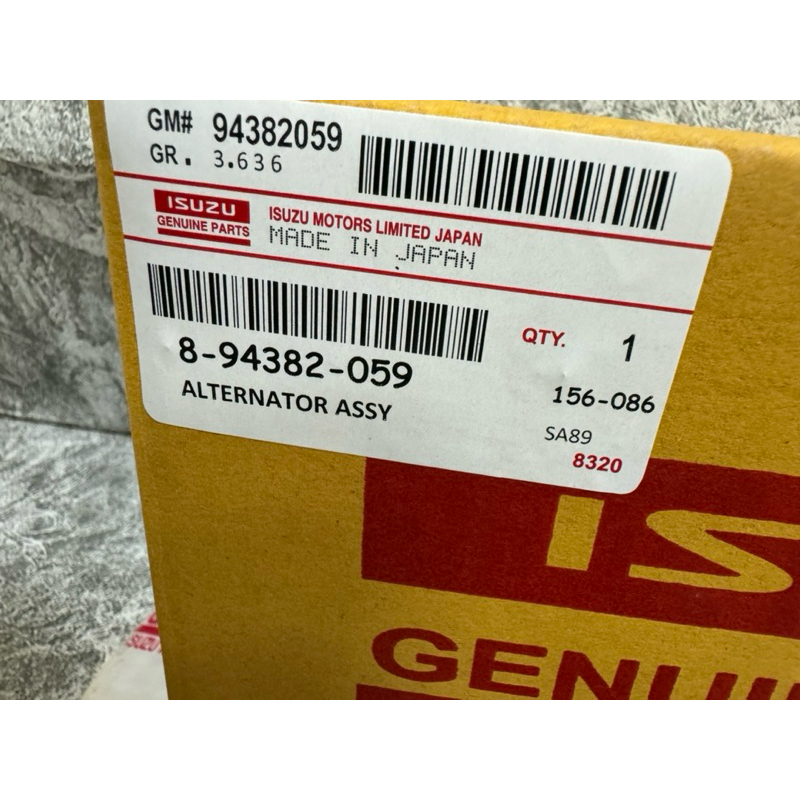 GM# 94382059
GR. 3.636
ISUZU
GENUINE PARTS
ISUZU MOTORS LIMITED JAPAN
MADE IN JAPAN
QTY. 1
8-94382-059
ALTERNATOR ASSY
156-086
SA89
8320